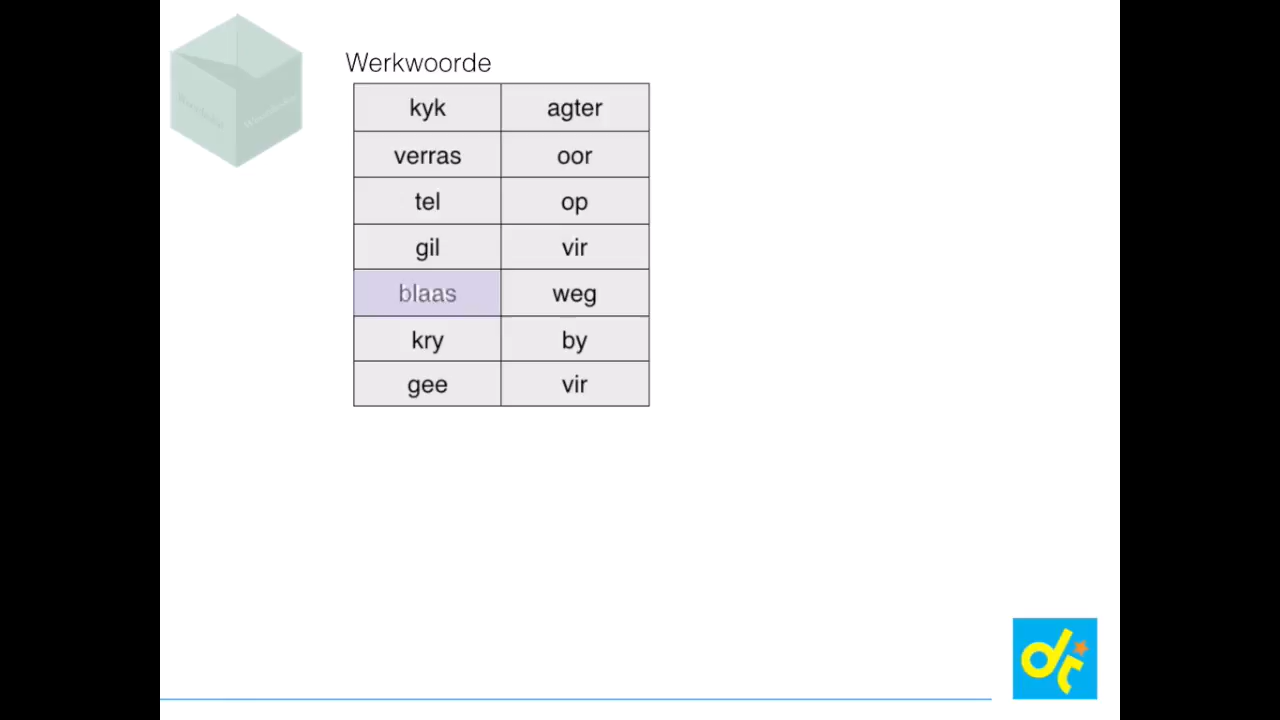 Werkwoorde
kyk agter
verras oor
tel op
gil vir
blaas weg
kry by
gee vir